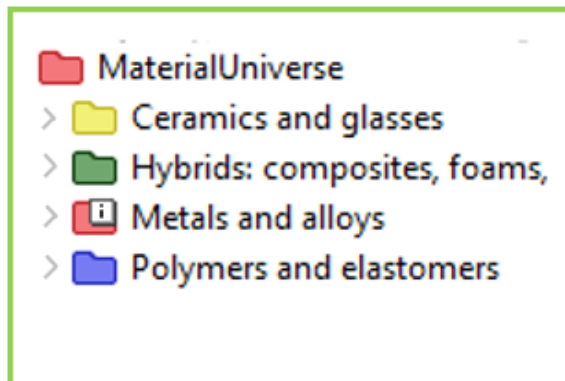 MaterialUniverse
Ceramics and glasses
Hybrids: composites, foams,
Metals and alloys
Polymers and elastomers